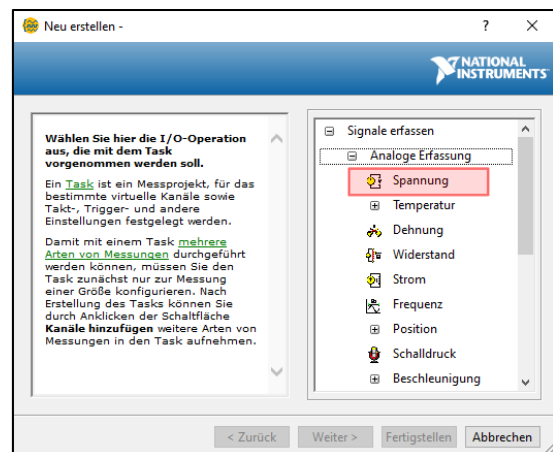 Neu erstellen -
NATIONAL
INSTRUMENTS
Wählen Sie hier die I/O-Operation
aus, die mit dem Task
vorgenommen werden soll.
Ein Task ist ein Messprojekt, für das
bestimmte virtuelle Kanäle sowie
Takt-, Trigger- und andere
Einstellungen festgelegt werden.
Damit mit einem Task mehrere
Arten von Messungen durchgeführt
werden können, müssen Sie den
Task zunächst nur zur Messung
einer Größe konfigurieren. Nach
Erstellung des Tasks können Sie
durch Anklicken der Schaltfläche
Kanäle hinzufügen weitere Arten von
Messungen in den Task aufnehmen.
Signale erfassen
Analoge Erfassung
Spannung
Temperatur
Dehnung
Widerstand
Strom
Frequenz
Position
Schalldruck
Beschleunigung
< Zurück
Weiter >
Fertigstellen
Abbrechen